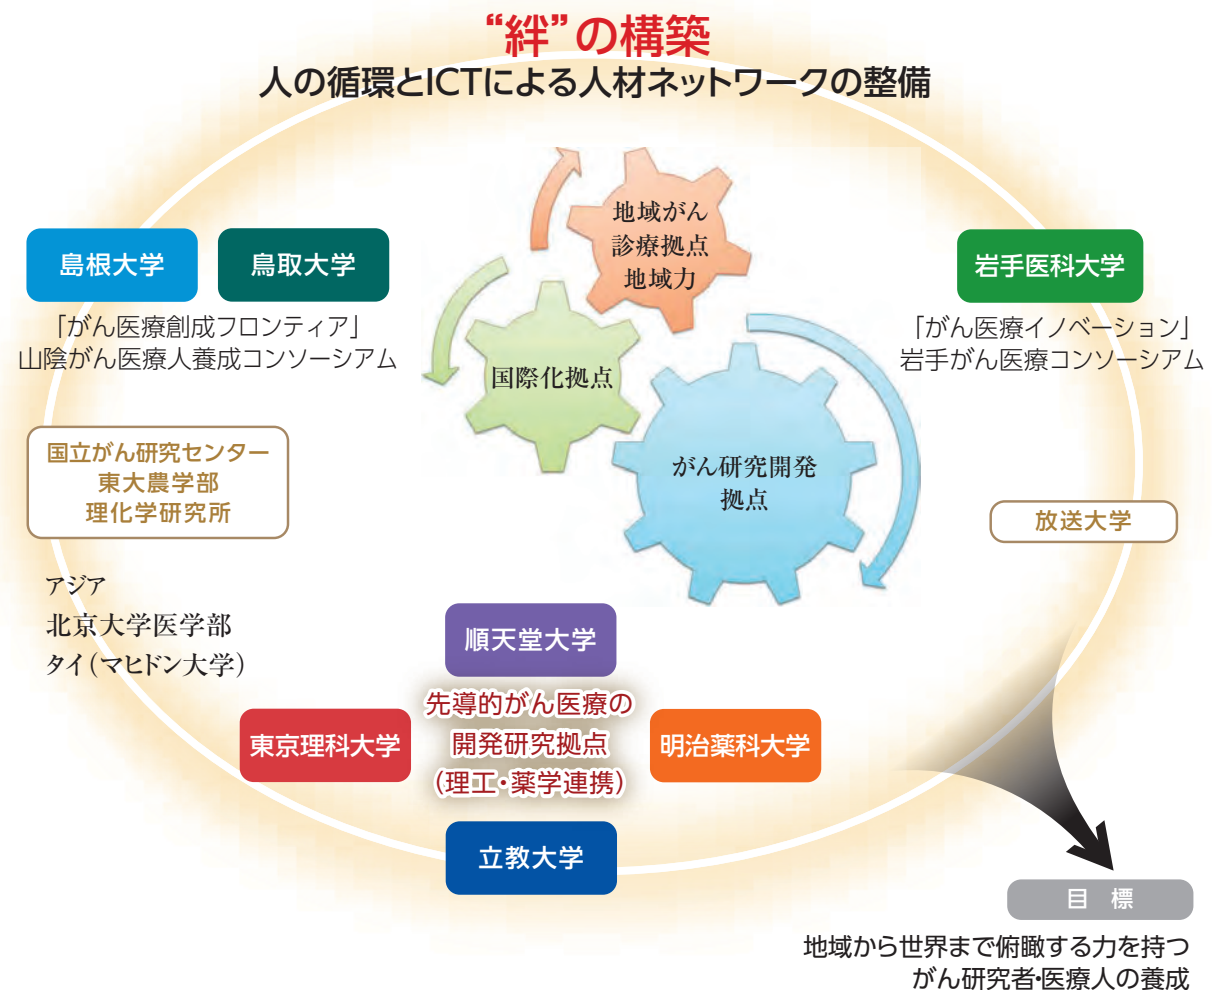 “絆”の構築
人の循環とICTによる人材ネットワークの整備
地域がん
診療拠点
地域力
国際化拠点
がん研究開発
拠点
島根大学
鳥取大学
「がん医療創成フロンティア」
山陰がん医療人養成コンソーシアム
岩手医科大学
「がん医療イノベーション」
岩手がん医療コンソーシアム
国立がん研究センター
東大農学部
理化学研究所
放送大学
アジア
北京大学医学部
タイ(マヒドン大学)
順天堂大学
先導的がん医療の
開発研究拠点
(理工・薬学連携)
東京理科大学
明治薬科大学
立教大学
目 標
地域から世界まで俯瞰する力を持つ
がん研究者・医療人の養成